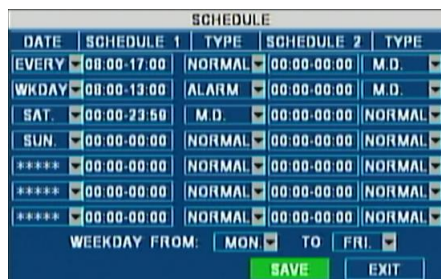 SCHEDULE
DATE SCHEDULE 1 TYPE SCHEDULE 2 TYPE
EVERY 08:00-17:00 NORMAL 00:00-00:00 M.D.
WKDAY 08:00-13:00 ALARM 00:00-00:00 M.D.
SAT. 00:00-23:50 M.D. 00:00-00:00 NORMAL
SUN. 00:00-00:00 NORMAL 00:00-00:00 NORMAL
***** 00:00-00:00 NORMAL 00:00-00:00 NORMAL
***** 00:00-00:00 NORMAL 00:00-00:00 NORMAL
***** 00:00-00:00 NORMAL 00:00-00:00 NORMAL
WEEKDAY FROM: MON. TO FRI.
SAVE EXIT